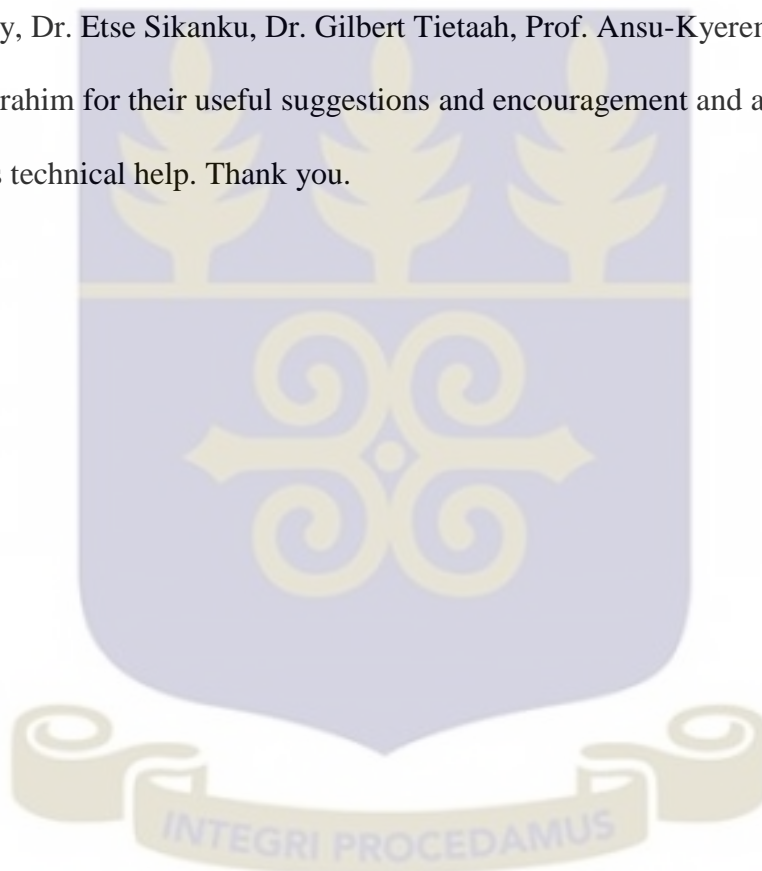 y, Dr. Etse Sikanku, Dr. Gilbert Tietaah, Prof. Ansu-Kyerem
rahim for their useful suggestions and encouragement and a
s technical help. Thank you.
INTEGRI PROCEDAMUS